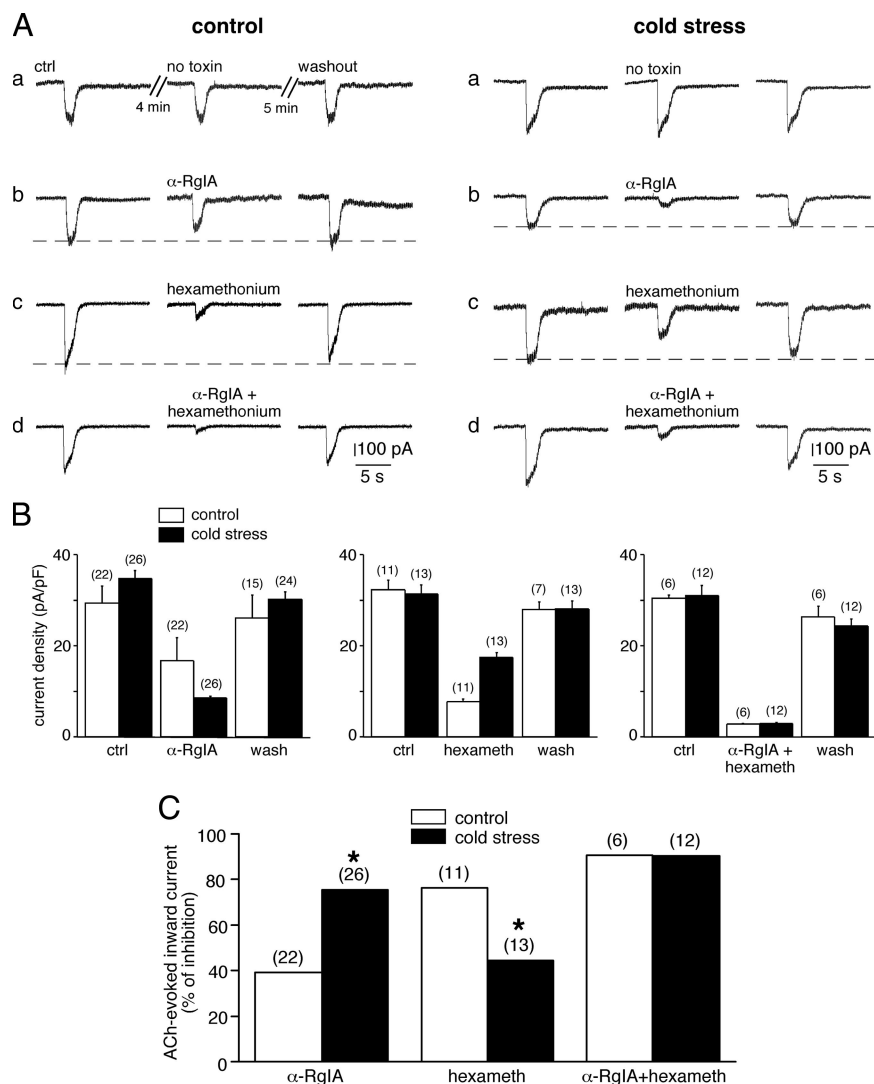 A
control
cold stress
a
ctrl
no toxin
washout
4 min
5 min
a
no toxin
b
α-RgIA
b
α-RgIA
c
hexamethonium
c
hexamethonium
d
α-RgIA +
hexamethonium
100 pA
5 s
d
α-RgIA +
hexamethonium
100 pA
5 s
B
control
cold stress
current density (pA/pF)
40
20
0
(22)
(26)
(22)
(26)
(15)
(24)
ctrl
α-RgIA
wash
40
20
0
(11)
(13)
(11)
(13)
(7)
(13)
ctrl
hexameth
wash
40
20
0
(6)
(12)
(6)
(12)
(6)
(12)
ctrl
α-RgIA +
hexameth
wash
C
control
cold stress
ACh-evoked inward current
(% of inhibition)
100
80
60
40
20
0
(22)
*
(26)
(11)
*
(13)
(6)
(12)
α-RgIA
hexameth
α-RgIA+hexameth